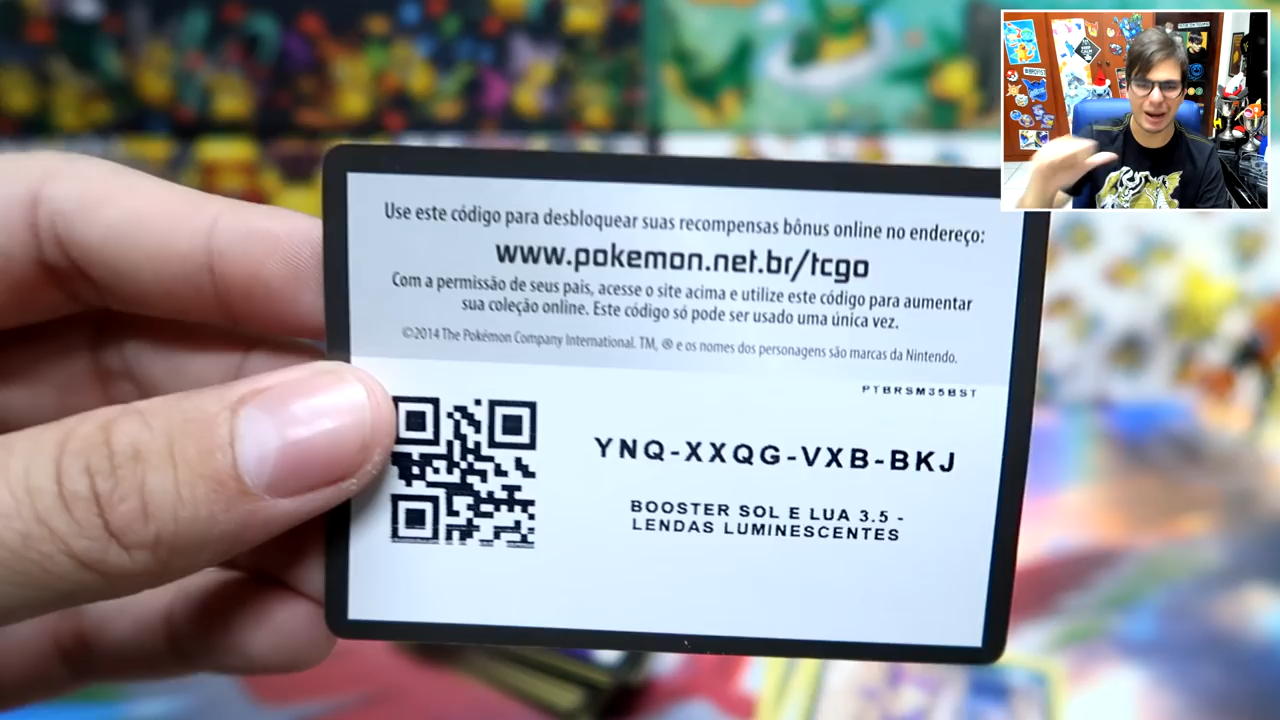 Use este código para desbloquear suas recompensas bônus online no endereço:
www.pokemon.net.br/tcgo
Com a permissão de seus pais, acesse o site acima e utilize este código para aumentar
sua coleção online. Este código só pode ser usado uma única vez.
©2014 The Pokémon Company International. TM, ® e os nomes dos personagens são marcas da Nintendo.
PTBRSM35BST
YNQ-XXQG-VXB-BKJ
BOOSTER SOL E LUA 3.5 -
LENDAS LUMINESCENTES